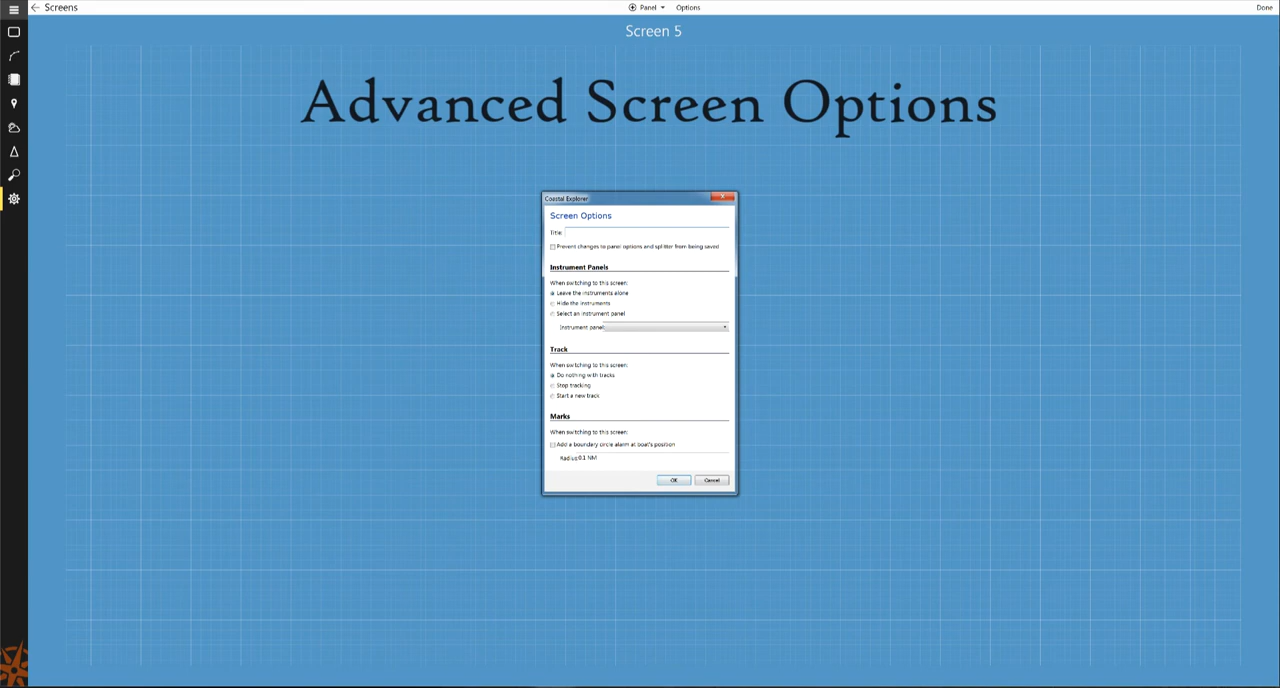 Screens
Panel
Options
Done
Screen 5
Advanced Screen Options
Coastal Explorer
Screen Options
Title:
Prevent changes to panel options and splitter from being saved
Instrument Panels
When switching to this screen:
Leave the instruments alone
Hide the instruments
Select an instrument panel
Instrument panel:
Track
When switching to this screen:
Do nothing with tracks
Stop tracking
Start a new track
Marks
When switching to this screen:
Add a boundary circle alarm at boat's position
Radius: 0.1 NM
OK
Cancel